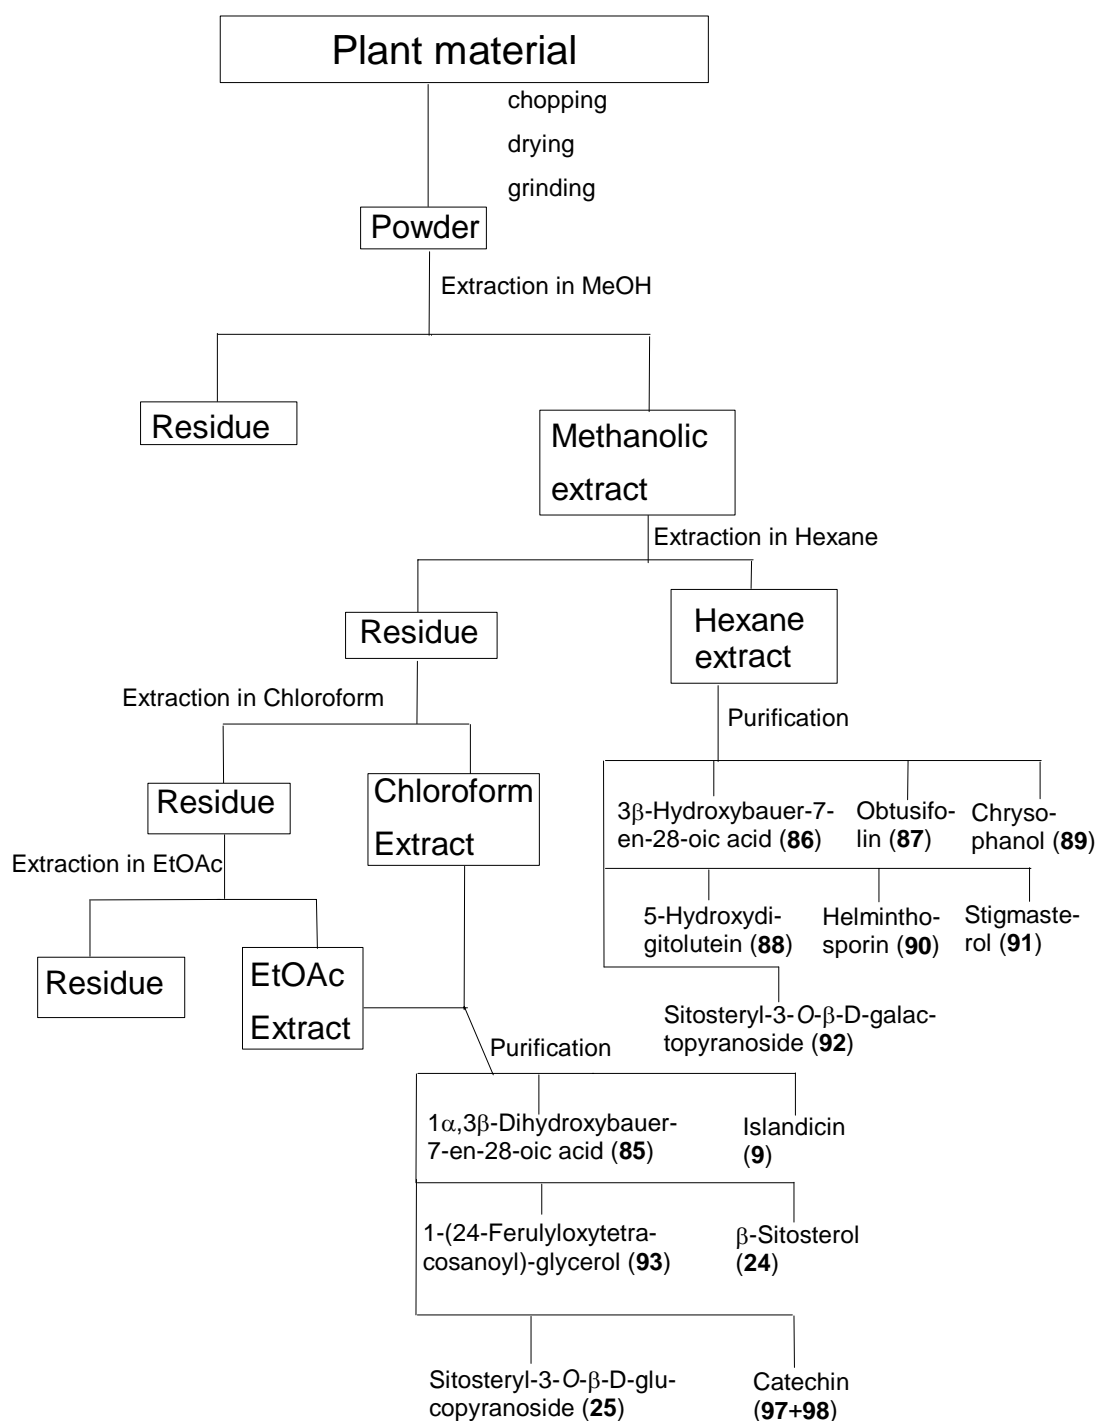 Plant material
chopping
drying
grinding
Powder
Extraction in MeOH
Residue
Methanolic
extract
Extraction in Hexane
Residue
Hexane
extract
Extraction in Chloroform
Purification
Residue
Chloroform
Extract
3β-Hydroxybauer-7-
en-28-oic acid (86)
Obtusifo-
lin (87)
Chryso-
phanol (89)
Extraction in EtOAc
5-Hydroxydi-
gitolutein (88)
Helmintho-
sporin (90)
Stigmaste-
rol (91)
Residue
EtOAc
Extract
Sitosteryl-3-O-β-D-galac-
topyranoside (92)
Purification
1α,3β-Dihydroxybauer-
7-en-28-oic acid (85)
Islandicin
(9)
1-(24-Ferulyloxytetra-
cosanoyl)-glycerol (93)
β-Sitosterol
(24)
Sitosteryl-3-O-β-D-glu-
copyranoside (25)
Catechin
(97+98)